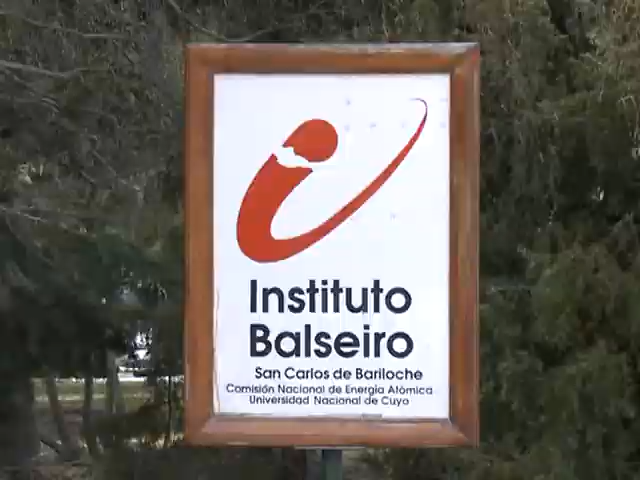 Instituto
Balseiro
San Carlos de Bariloche
Comisión Nacional de Energía Atómica
Universidad Nacional de Cuyo